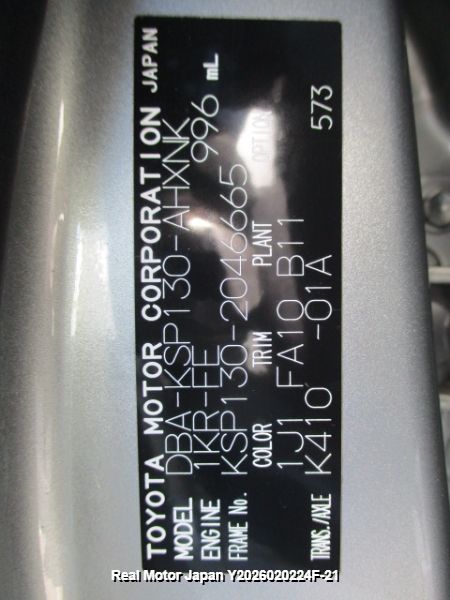 TOYOTA MOTOR CORPORATION JAPAN
MODEL DBA-KSP130-AHXNK
ENGINE 1KR-FE 996 mL
FRAME No. KSP130-2046665
COLOR TRIM PLANT OPTION
1J1 FA10 B11
TRANS./AXLE K410 -01A 573
Real Motor Japan Y2026020224F-21